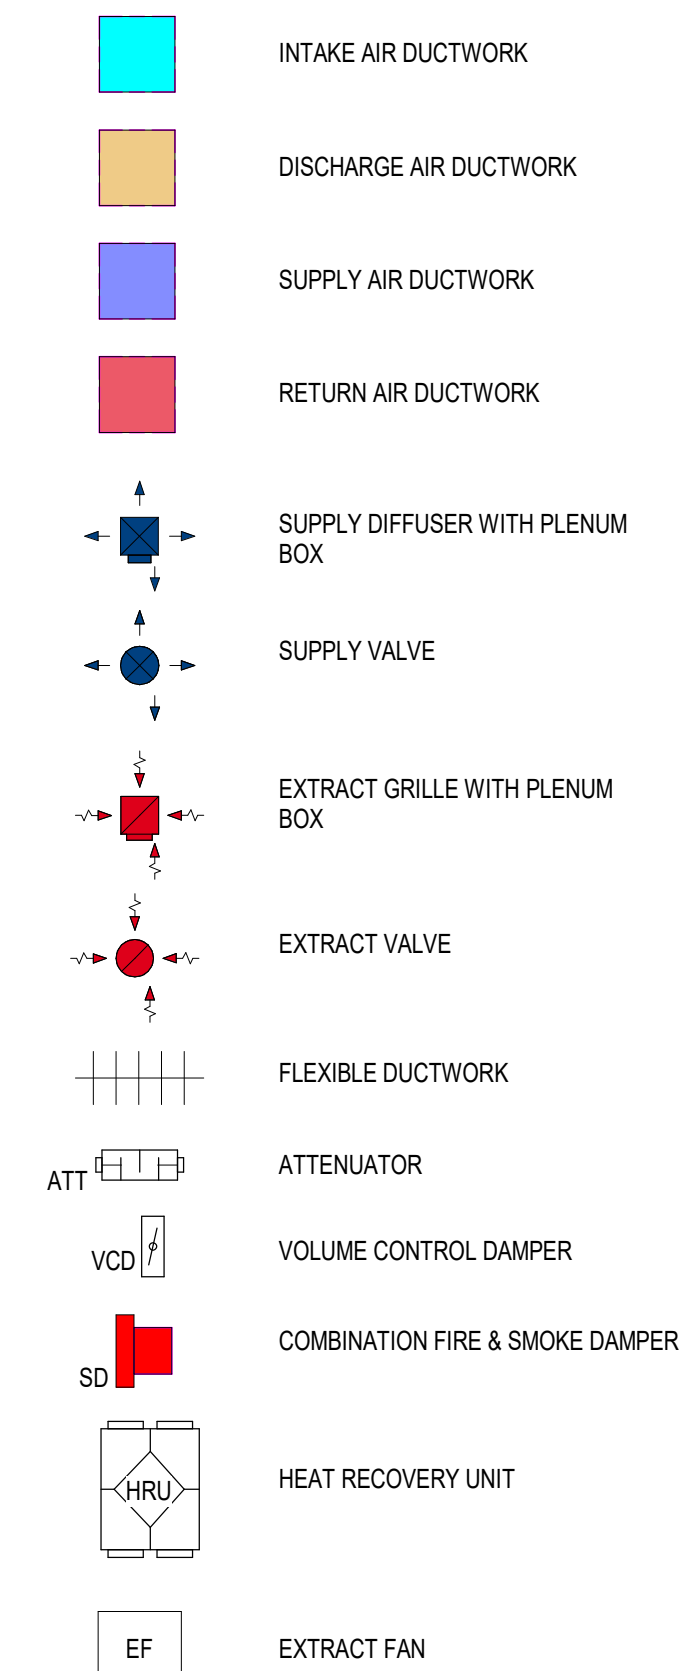 INTAKE AIR DUCTWORK
DISCHARGE AIR DUCTWORK
SUPPLY AIR DUCTWORK
RETURN AIR DUCTWORK
SUPPLY DIFFUSER WITH PLENUM
BOX
SUPPLY VALVE
EXTRACT GRILLE WITH PLENUM
BOX
EXTRACT VALVE
FLEXIBLE DUCTWORK
ATT ATTENUATOR
VCD VOLUME CONTROL DAMPER
SD COMBINATION FIRE & SMOKE DAMPER
HRU HEAT RECOVERY UNIT
EF EXTRACT FAN